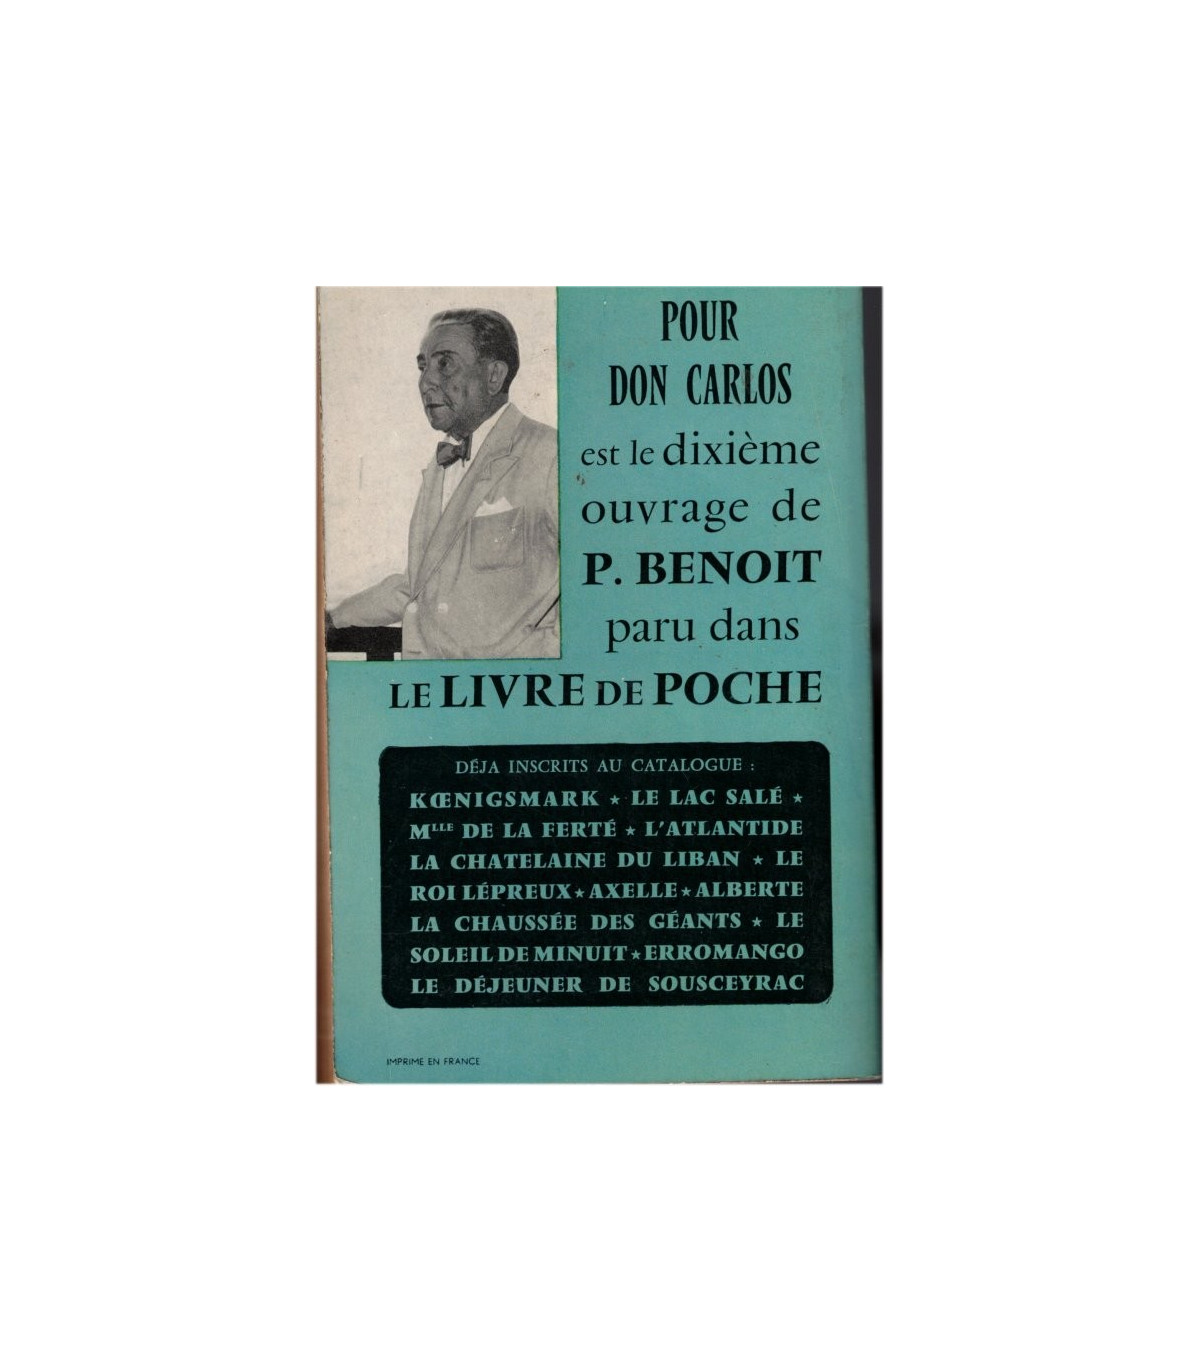 POUR
DON CARLOS
est le dixième
ouvrage de
P. BENOIT
paru dans
LE LIVRE DE POCHE
DÉJA INSCRITS AU CATALOGUE :
KŒNIGSMARK ★ LE LAC SALÉ ★
MLLE DE LA FERTÉ ★ L'ATLANTIDE
LA CHATELAINE DU LIBAN ★ LE
ROI LÉPREUX ★ AXELLE ★ ALBERTE
LA CHAUSSÉE DES GÉANTS ★ LE
SOLEIL DE MINUIT ★ ERROMANGO
LE DÉJEUNER DE SOUSCEYRAC
IMPRIME EN FRANCE